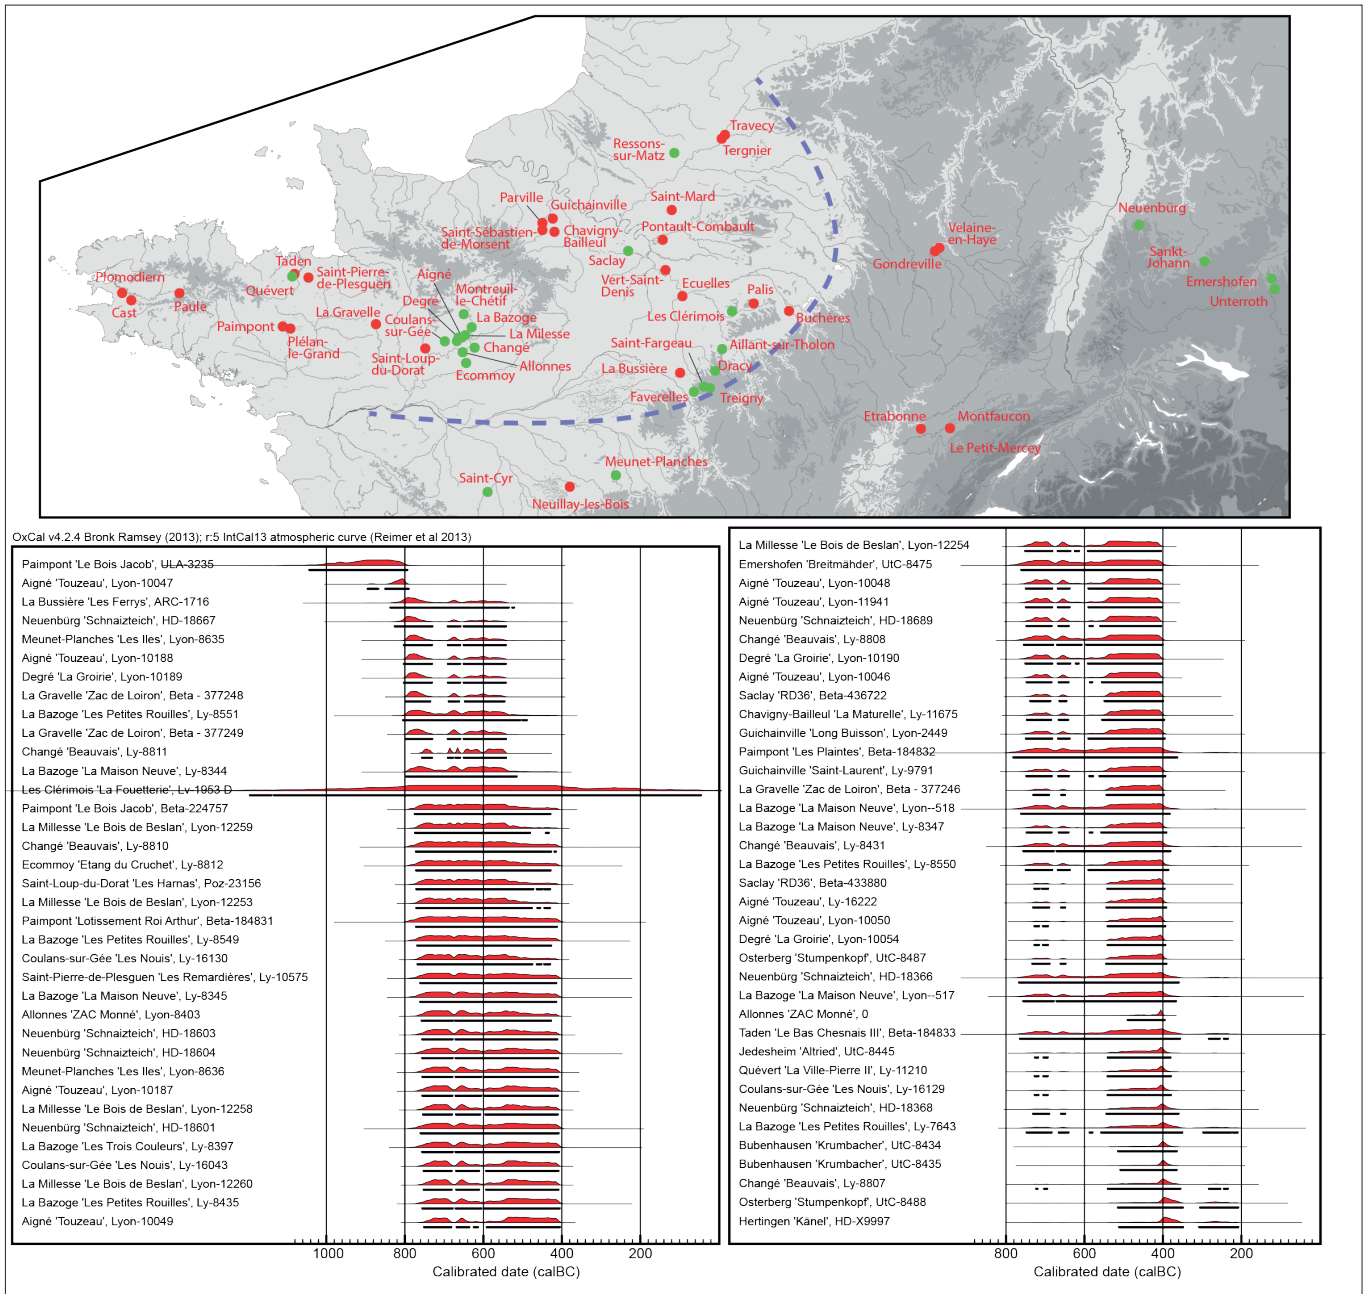 Travecy
Tergnier
Ressons-
sur-Matz
Parville
Guichainville
Saint-Mard
Saint-Sébastien-
de-Morsent
Chavigny-
Bailleul
Pontault-Combault
Saclay
Neuenbürg
Velaine-
en-Haye
Gondreville
Sankt-
Johann
Emershofen
Unterroth
Taden
Quévert
Saint-Pierre-
de-Plesguen
Aigné
Montreuil-
le-Chétif
Vert-Saint-
Denis
Ecuelles
Palis
Plomodiern
Cast
Paule
Degré
La Bazoge
Les Clérimois
Buchères
Paimpont
La Gravelle
Coulans-
sur-Gée
La Milesse
Plélan-
le-Grand
Changé
Saint-Fargeau
Aillant-sur-Tholon
Saint-Loup-
du-Dorat
Allonnes
Ecommoy
La Bussière
Dracy
Faverelles
Treigny
Etrabonne
Montfaucon
Le Petit-Mercey
Meunet-Planches
Saint-Cyr
Neuillay-les-Bois
OxCal v4.2.4 Bronk Ramsey (2013); r:5 IntCal13 atmospheric curve (Reimer et al 2013)
Paimpont 'Le Bois Jacob', ULA-3235
Aigné 'Touzeau', Lyon-10047
La Bussière 'Les Ferrys', ARC-1716
Neuenbürg 'Schnaizteich', HD-18667
Meunet-Planches 'Les Iles', Lyon-8635
Aigné 'Touzeau', Lyon-10188
Degré 'La Groirie', Lyon-10189
La Gravelle 'Zac de Loiron', Beta - 377248
La Bazoge 'Les Petites Rouilles', Ly-8551
La Gravelle 'Zac de Loiron', Beta - 377249
Changé 'Beauvais', Ly-8811
La Bazoge 'La Maison Neuve', Ly-8344
Les Clérimois 'La Fouetterie', Lv-1953 D
Paimpont 'Le Bois Jacob', Beta-224757
La Millesse 'Le Bois de Beslan', Lyon-12259
Changé 'Beauvais', Ly-8810
Ecommoy 'Etang du Cruchet', Ly-8812
Saint-Loup-du-Dorat 'Les Harnas', Poz-23156
La Millesse 'Le Bois de Beslan', Lyon-12253
Paimpont 'Lotissement Roi Arthur', Beta-184831
La Bazoge 'Les Petites Rouilles', Ly-8549
Coulans-sur-Gée 'Les Nouis', Ly-16130
Saint-Pierre-de-Plesguen 'Les Remardières', Ly-10575
La Bazoge 'La Maison Neuve', Ly-8345
Allonnes 'ZAC Monné', Lyon-8403
Neuenbürg 'Schnaizteich', HD-18603
Neuenbürg 'Schnaizteich', HD-18604
Meunet-Planches 'Les Iles', Lyon-8636
Aigné 'Touzeau', Lyon-10187
La Millesse 'Le Bois de Beslan', Lyon-12258
Neuenbürg 'Schnaizteich', HD-18601
La Bazoge 'Les Trois Couleurs', Ly-8397
Coulans-sur-Gée 'Les Nouis', Ly-16043
La Millesse 'Le Bois de Beslan', Lyon-12260
La Bazoge 'Les Petites Rouilles', Ly-8435
Aigné 'Touzeau', Lyon-10049
1000 800 600 400 200
Calibrated date (calBC)
La Millesse 'Le Bois de Beslan', Lyon-12254
Emershofen 'Breitmähder', UtC-8475
Aigné 'Touzeau', Lyon-10048
Aigné 'Touzeau', Lyon-11941
Neuenbürg 'Schnaizteich', HD-18689
Changé 'Beauvais', Ly-8808
Degré 'La Groirie', Lyon-10190
Aigné 'Touzeau', Lyon-10046
Saclay 'RD36', Beta-436722
Chavigny-Bailleul 'La Maturelle', Ly-11675
Guichainville 'Long Buisson', Lyon-2449
Paimpont 'Les Plaintes', Beta-184832
Guichainville 'Saint-Laurent', Ly-9791
La Gravelle 'Zac de Loiron', Beta - 377246
La Bazoge 'La Maison Neuve', Lyon--518
La Bazoge 'La Maison Neuve', Ly-8347
Changé 'Beauvais', Ly-8431
La Bazoge 'Les Petites Rouilles', Ly-8550
Saclay 'RD36', Beta-433880
Aigné 'Touzeau', Ly-16222
Aigné 'Touzeau', Lyon-10050
Degré 'La Groirie', Lyon-10054
Osterberg 'Stumpenkopf', UtC-8487
Neuenbürg 'Schnaizteich', HD-18366
La Bazoge 'La Maison Neuve', Lyon--517
Allonnes 'ZAC Monné', 0
Taden 'Le Bas Chesnais III', Beta-184833
Jedesheim 'Altried', UtC-8445
Quévert 'La Ville-Pierre II', Ly-11210
Coulans-sur-Gée 'Les Nouis', Ly-16129
Neuenbürg 'Schnaizteich', HD-18368
La Bazoge 'Les Petites Rouilles', Ly-7643
Bubenhausen 'Krumbacher', UtC-8434
Bubenhausen 'Krumbacher', UtC-8435
Changé 'Beauvais', Ly-8807
Osterberg 'Stumpenkopf', UtC-8488
Hertingen 'Känel', HD-X9997
800 600 400 200
Calibrated date (calBC)